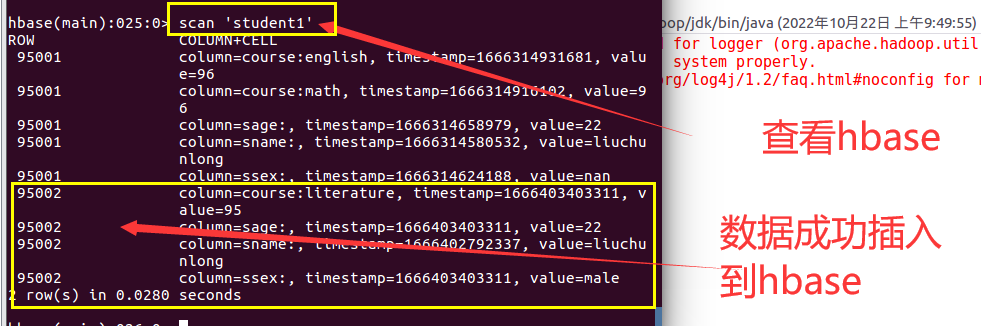 hbase(main):025:0> scan 'student1'
ROW COLUMN+CELL
95001 column=course:english, timestamp=1666314931681, valu
e=96
95001 column=course:math, timestamp=1666314916102, value=9
6
95001 column=sage:, timestamp=1666314658979, value=22
95001 column=sname:, timestamp=1666314580532, value=liuchu
nlong
95001 column=ssex:, timestamp=1666314624188, value=nan
95002 column=course:literature, timestamp=1666403403311, v
alue=95
95002 column=sage:, timestamp=1666403403311, value=22
95002 column=sname:, timestamp=1666402792337, value=liuchu
nlong
95002 column=ssex:, timestamp=1666403403311, value=male
2 row(s) in 0.0280 seconds
oop/jdk/bin/java (2022年10月22日 上午9:49:55)
for logger (org.apache.hadoop.util
system properly.
org/log4j/1.2/faq.html#noconfig for
查看hbase
数据成功插入
到hbase